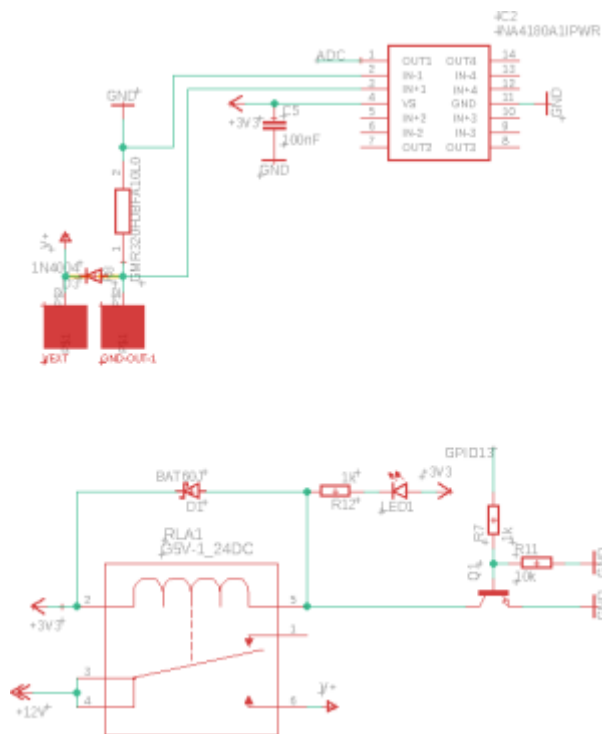 IC2
INA4180A1IPWR
ADC
1 OUT1 OUT4 14
2 IN-1 IN-4 13
3 IN+1 IN+4 12
4 VS GND 11
5 IN+2 IN+3 10
6 IN-2 IN-3 9
7 OUT2 OUT3 8
GND
GND
+3V3
C5
100nF
GND
2
GMR320HJBFA10L0
1
V+
1N4004
D3
VEXT
GND-OUT-1
GPIO13
BAT60J
D1
1k
R12
LED1
+3V3
R7
1k
R11
10k
Q1
GND
GND
RLA1
G5V-1_24DC
2
5
1
+3V3
3
4
6
V+
+12V